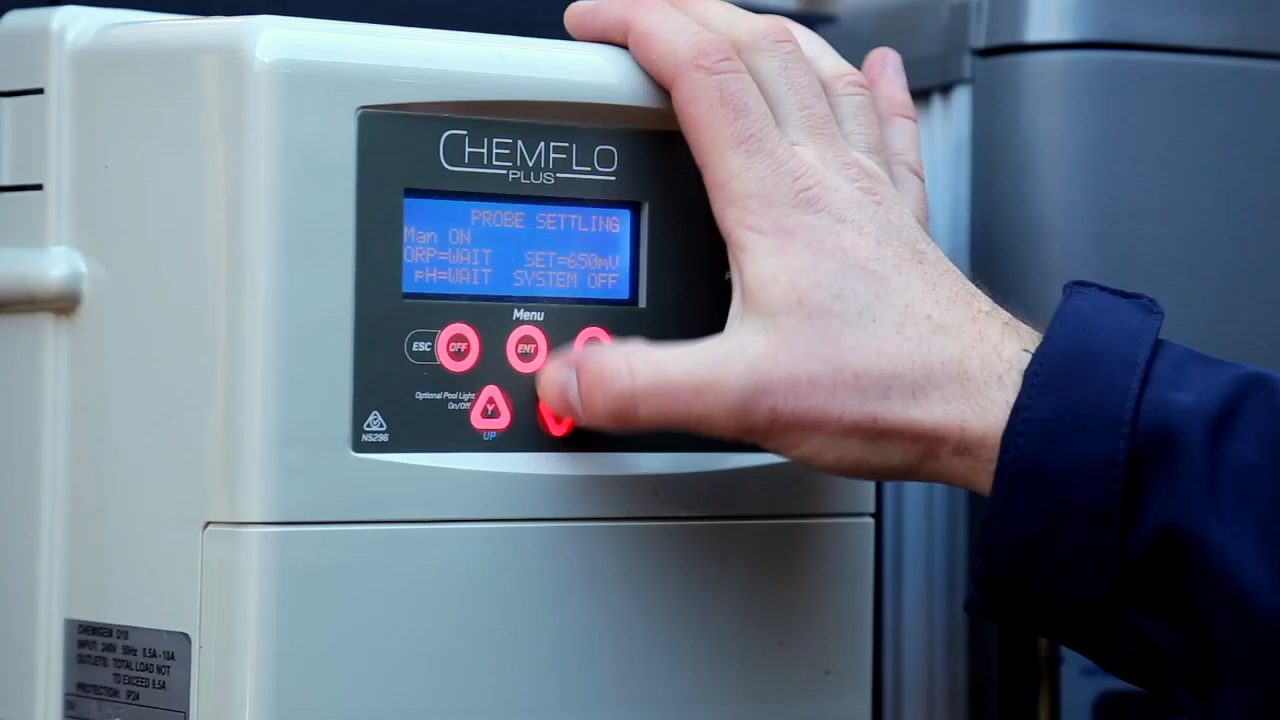 CHEMFLO
PLUS
PROBE SETTLING
Man ON
ORP=WAIT SET=650mV
pH=WAIT SYSTEM OFF
Menu
ESC OFF ENT
Optional Pool Light
On/Off
Y
UP
N5296
CHEMIGEM D10
INPUT: 240V 50Hz 0.5A - 10A
OUTLETS: TOTAL LOAD NOT
TO EXCEED 9.5A
PROTECTION: IP24